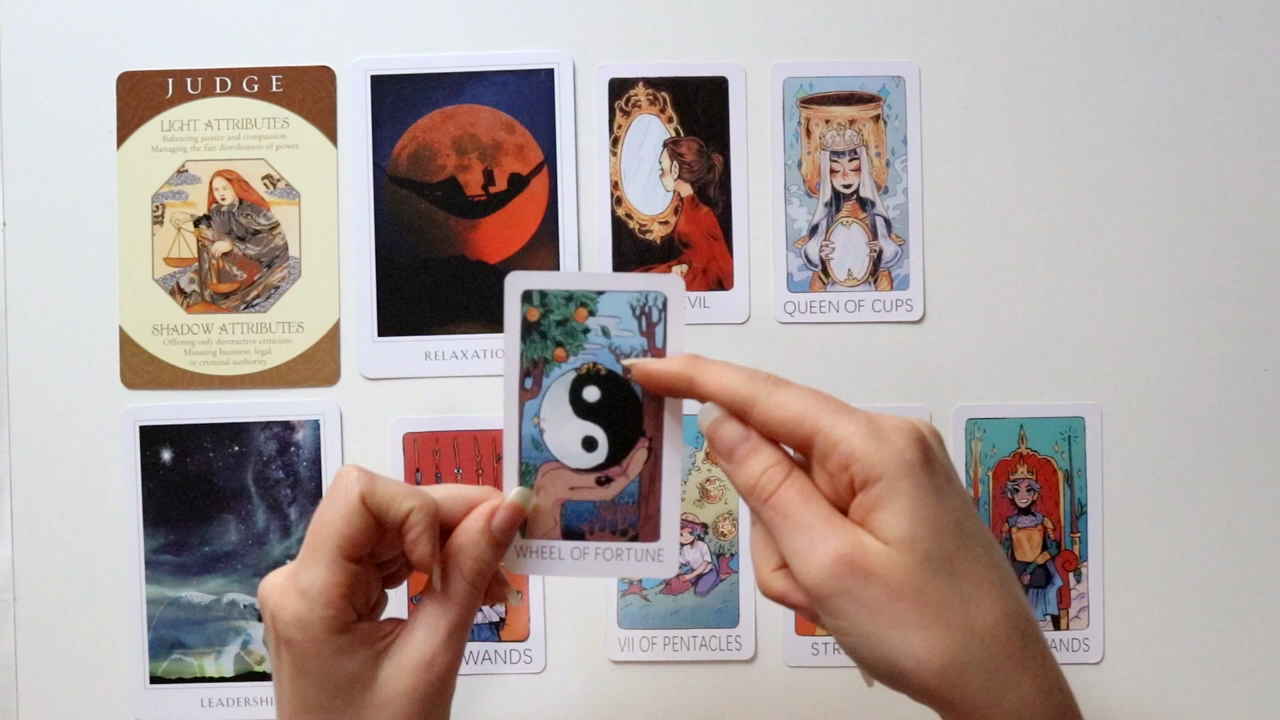 JUDGE
LIGHT ATTRIBUTES
Balancing justice and compassion
Managing the fair distribution of power
SHADOW ATTRIBUTES
Offering only destructive criticism
Misusing business, legal,
or criminal authority
RELAXATIO
EVIL
QUEEN OF CUPS
WHEEL OF FORTUNE
LEADERSHI
WANDS
VII OF PENTACLES
STR
ANDS